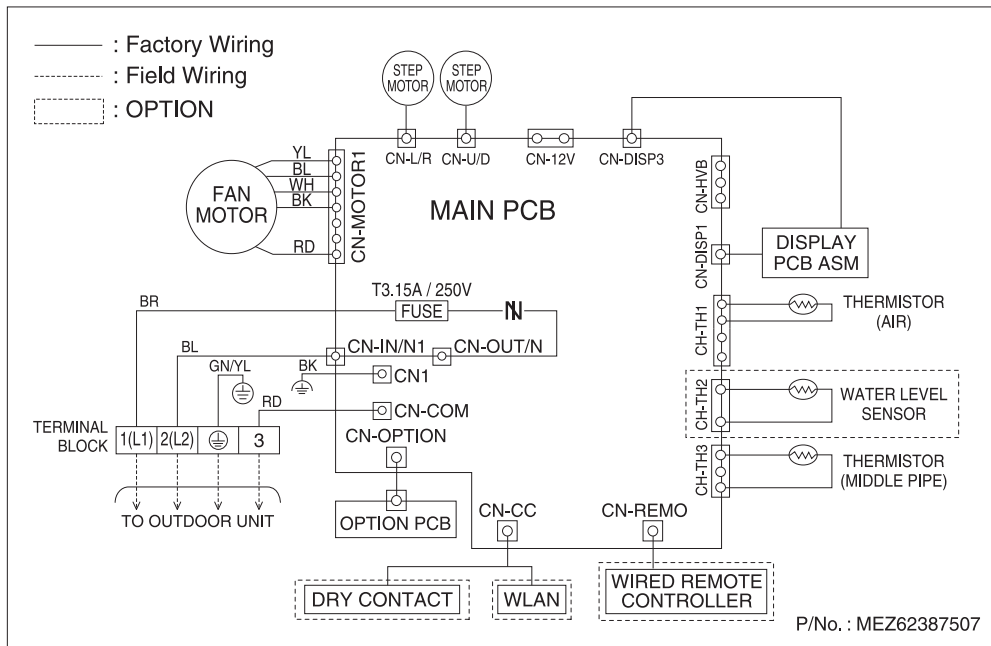 : Factory Wiring
: Field Wiring
: OPTION
STEP
MOTOR
STEP
MOTOR
CN-L/R
CN-U/D
CN-12V
CN-DISP3
YL
BL
WH
BK
RD
FAN
MOTOR
CN-MOTOR1
MAIN PCB
CN-HVB
CN-DISP1
DISPLAY
PCB ASM
T3.15A / 250V
FUSE
BR
CH-TH1
THERMISTOR
(AIR)
BL
CN-IN/N1
CN-OUT/N
GN/YL
BK
CN1
RD
CN-COM
CH-TH2
WATER LEVEL
SENSOR
TERMINAL
BLOCK
1(L1)
2(L2)
3
CN-OPTION
CH-TH3
THERMISTOR
(MIDDLE PIPE)
TO OUTDOOR UNIT
OPTION PCB
CN-CC
CN-REMO
DRY CONTACT
WLAN
WIRED REMOTE
CONTROLLER
P/No. : MEZ62387507